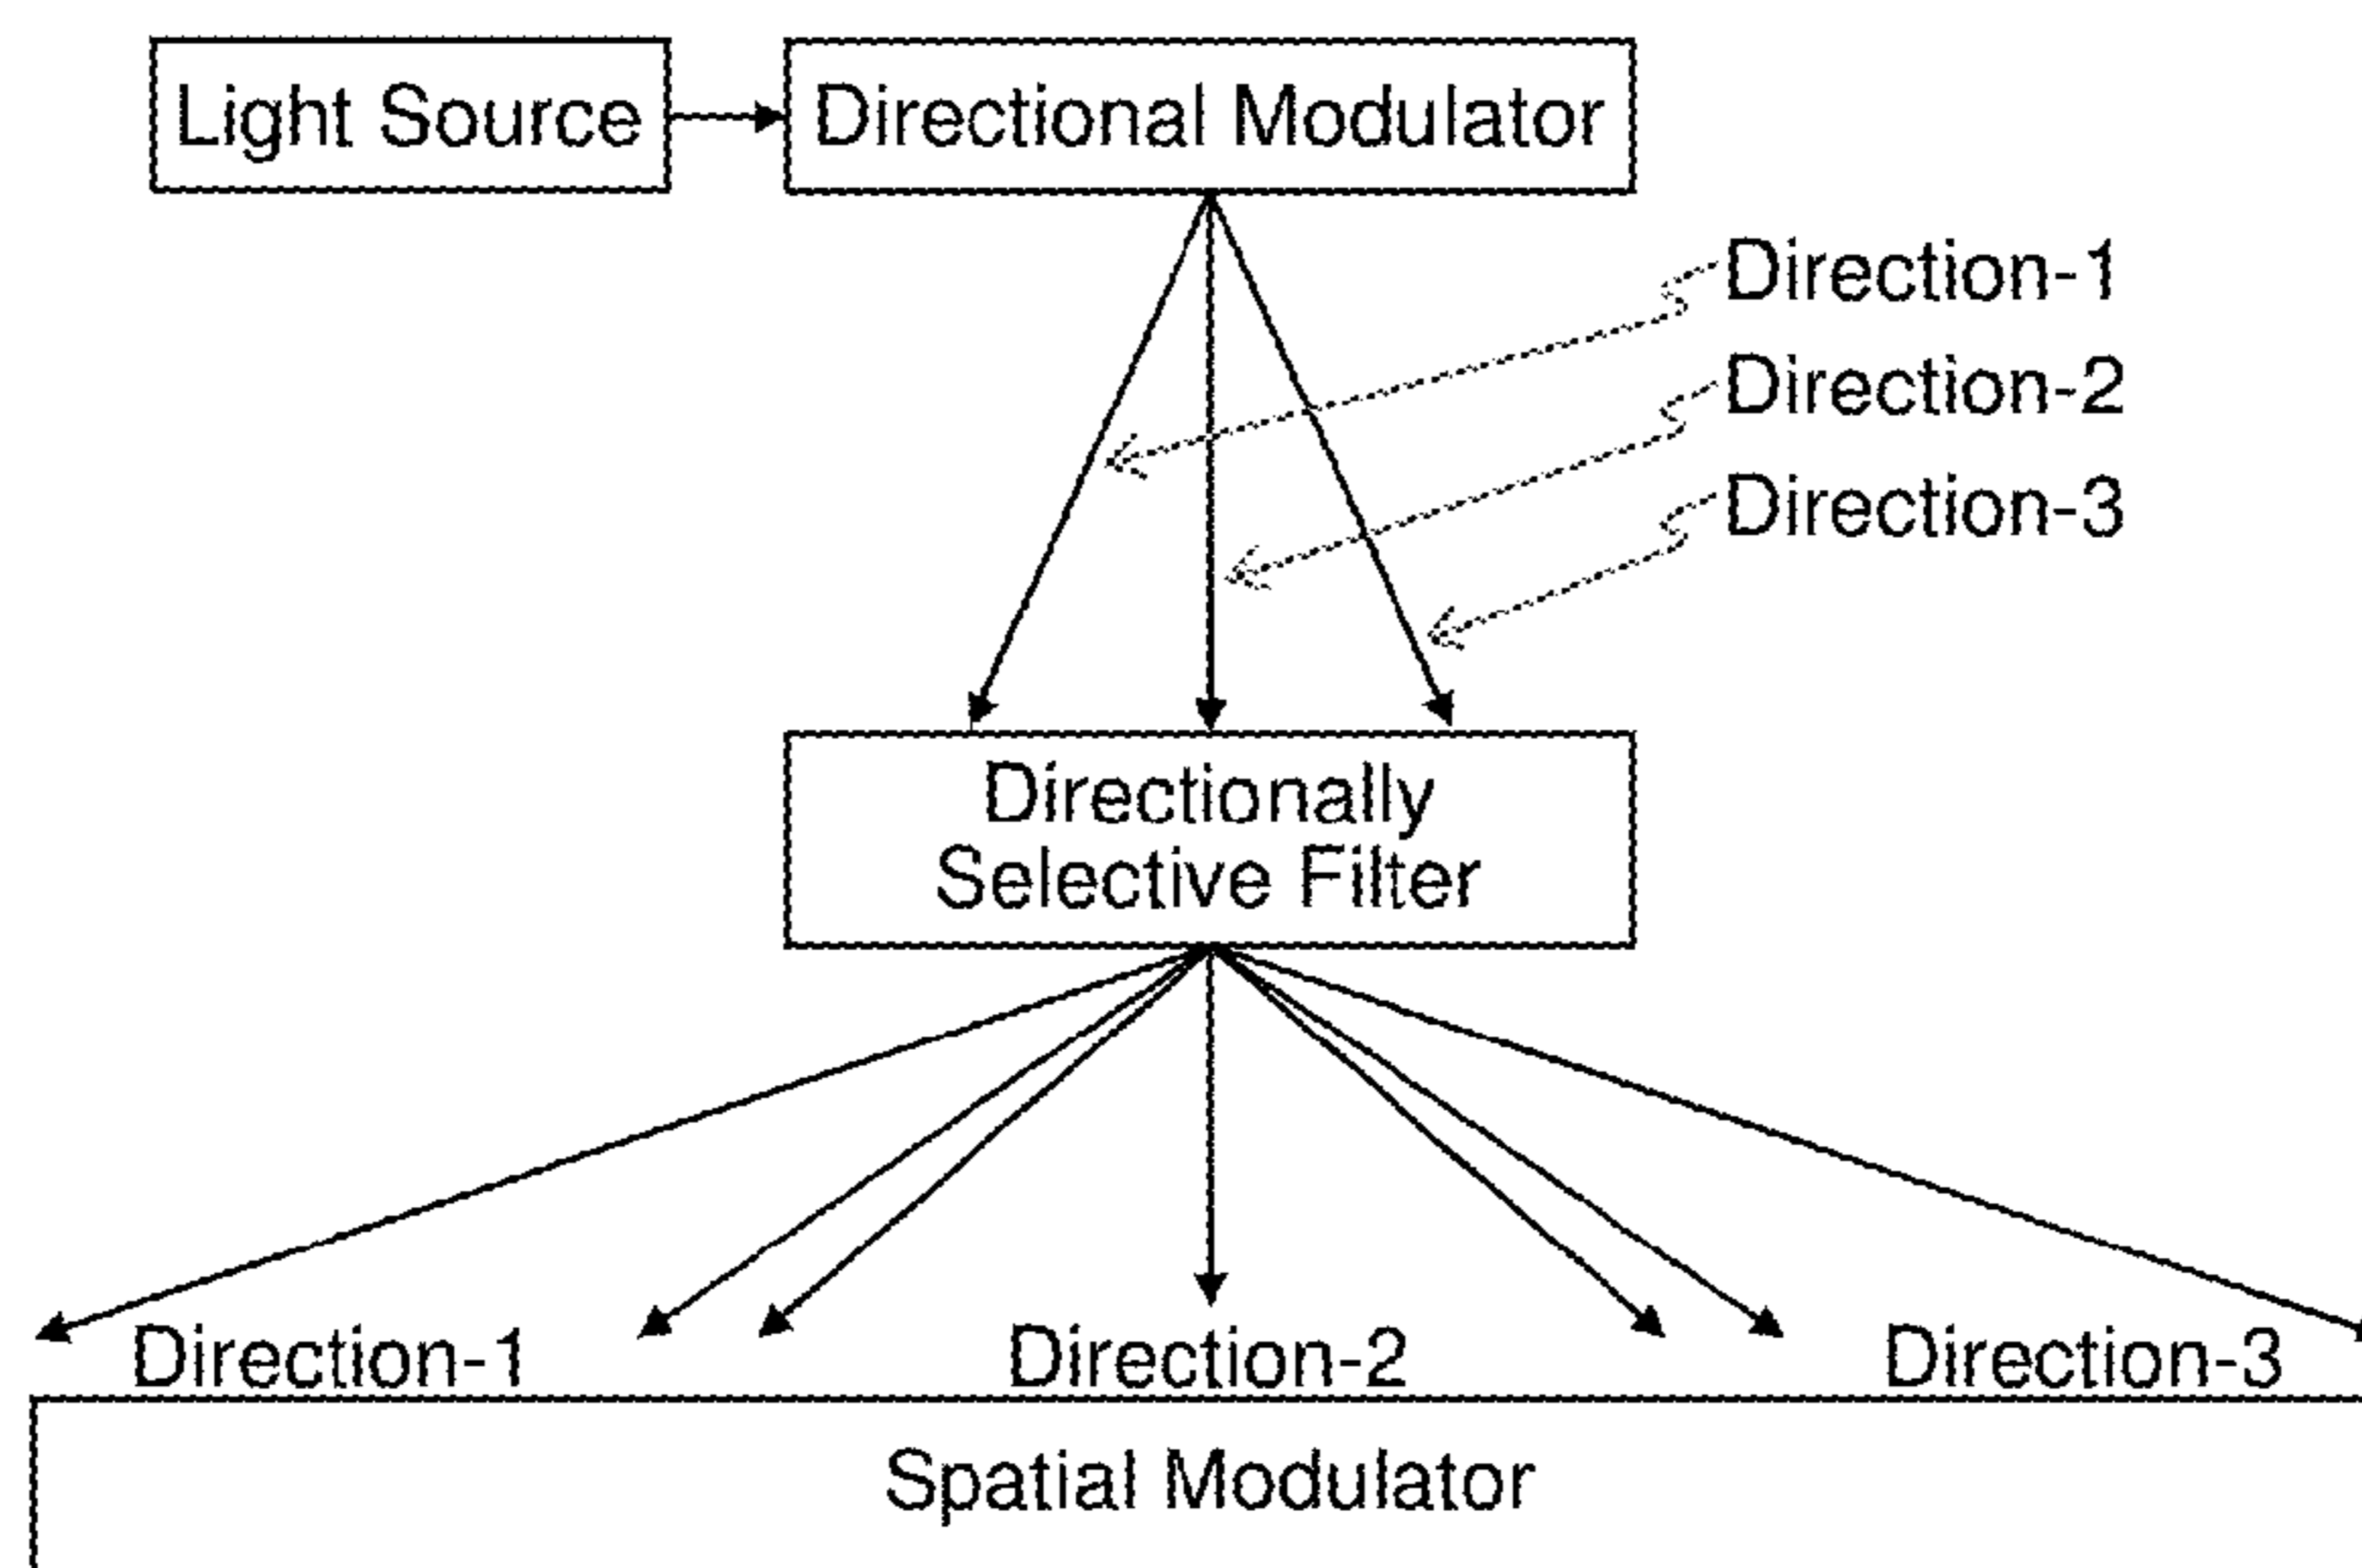 Light Source
Directional Modulator
Direction-1
Direction-2
Direction-3
Directionally
Selective Filter
Direction-1
Direction-2
Direction-3
Spatial Modulator